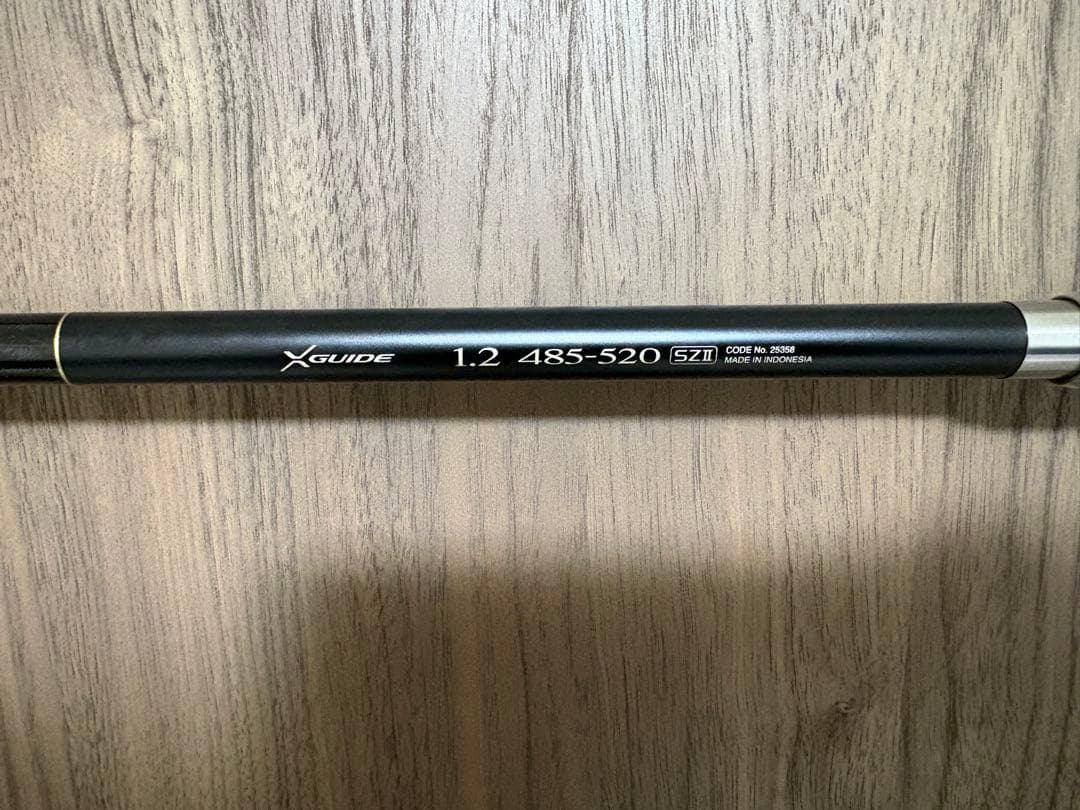 XGUIDE 1.2 485-520 SZII CODE No. 25358
MADE IN INDONESIA